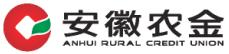 安徽农金
ANHUI RURAL CREDIT UNION